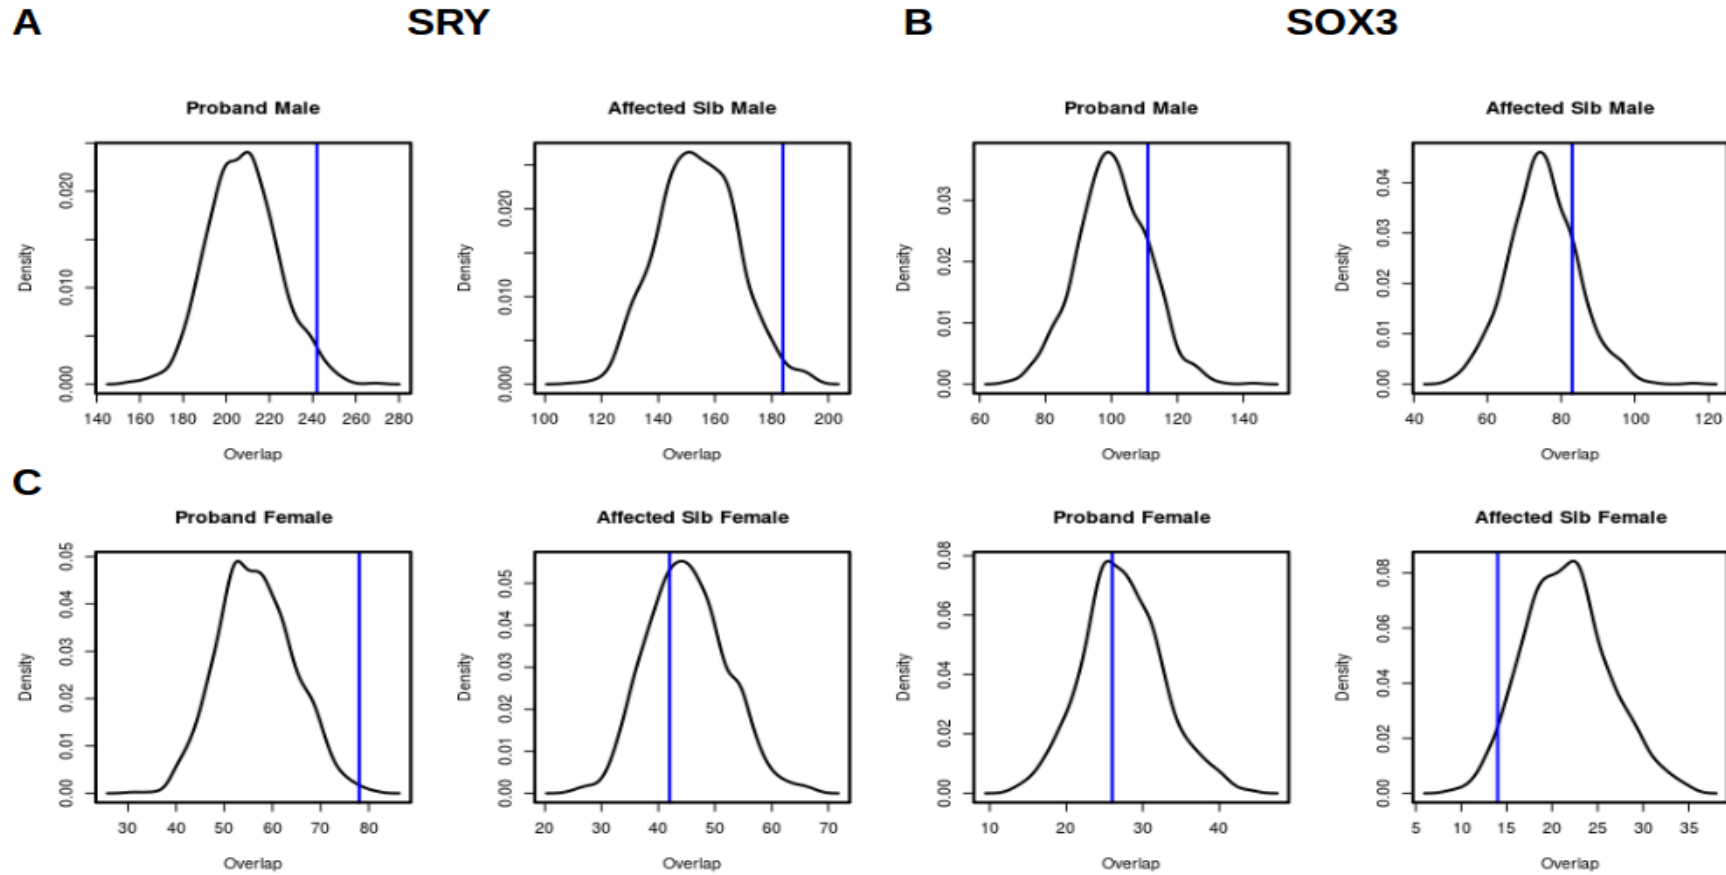 A SRY B SOX3
Proband Male Affected Sib Male Proband Male Affected Sib Male
Density 0.000 0.010 0.020
140 160 180 200 220 240 260 280
Overlap
Density 0.000 0.010 0.020
100 120 140 160 180 200
Overlap
Density 0.00 0.01 0.02 0.03
60 80 100 120 140
Overlap
Density 0.00 0.01 0.02 0.03 0.04
40 60 80 100 120
Overlap
C
Proband Female Affected Sib Female Proband Female Affected Sib Female
Density 0.00 0.01 0.02 0.03 0.04 0.05
30 40 50 60 70 80
Overlap
Density 0.00 0.01 0.02 0.03 0.04 0.05
20 30 40 50 60 70
Overlap
Density 0.00 0.02 0.04 0.06 0.08
10 20 30 40
Overlap
Density 0.00 0.02 0.04 0.06 0.08
5 10 15 20 25 30 35
Overlap